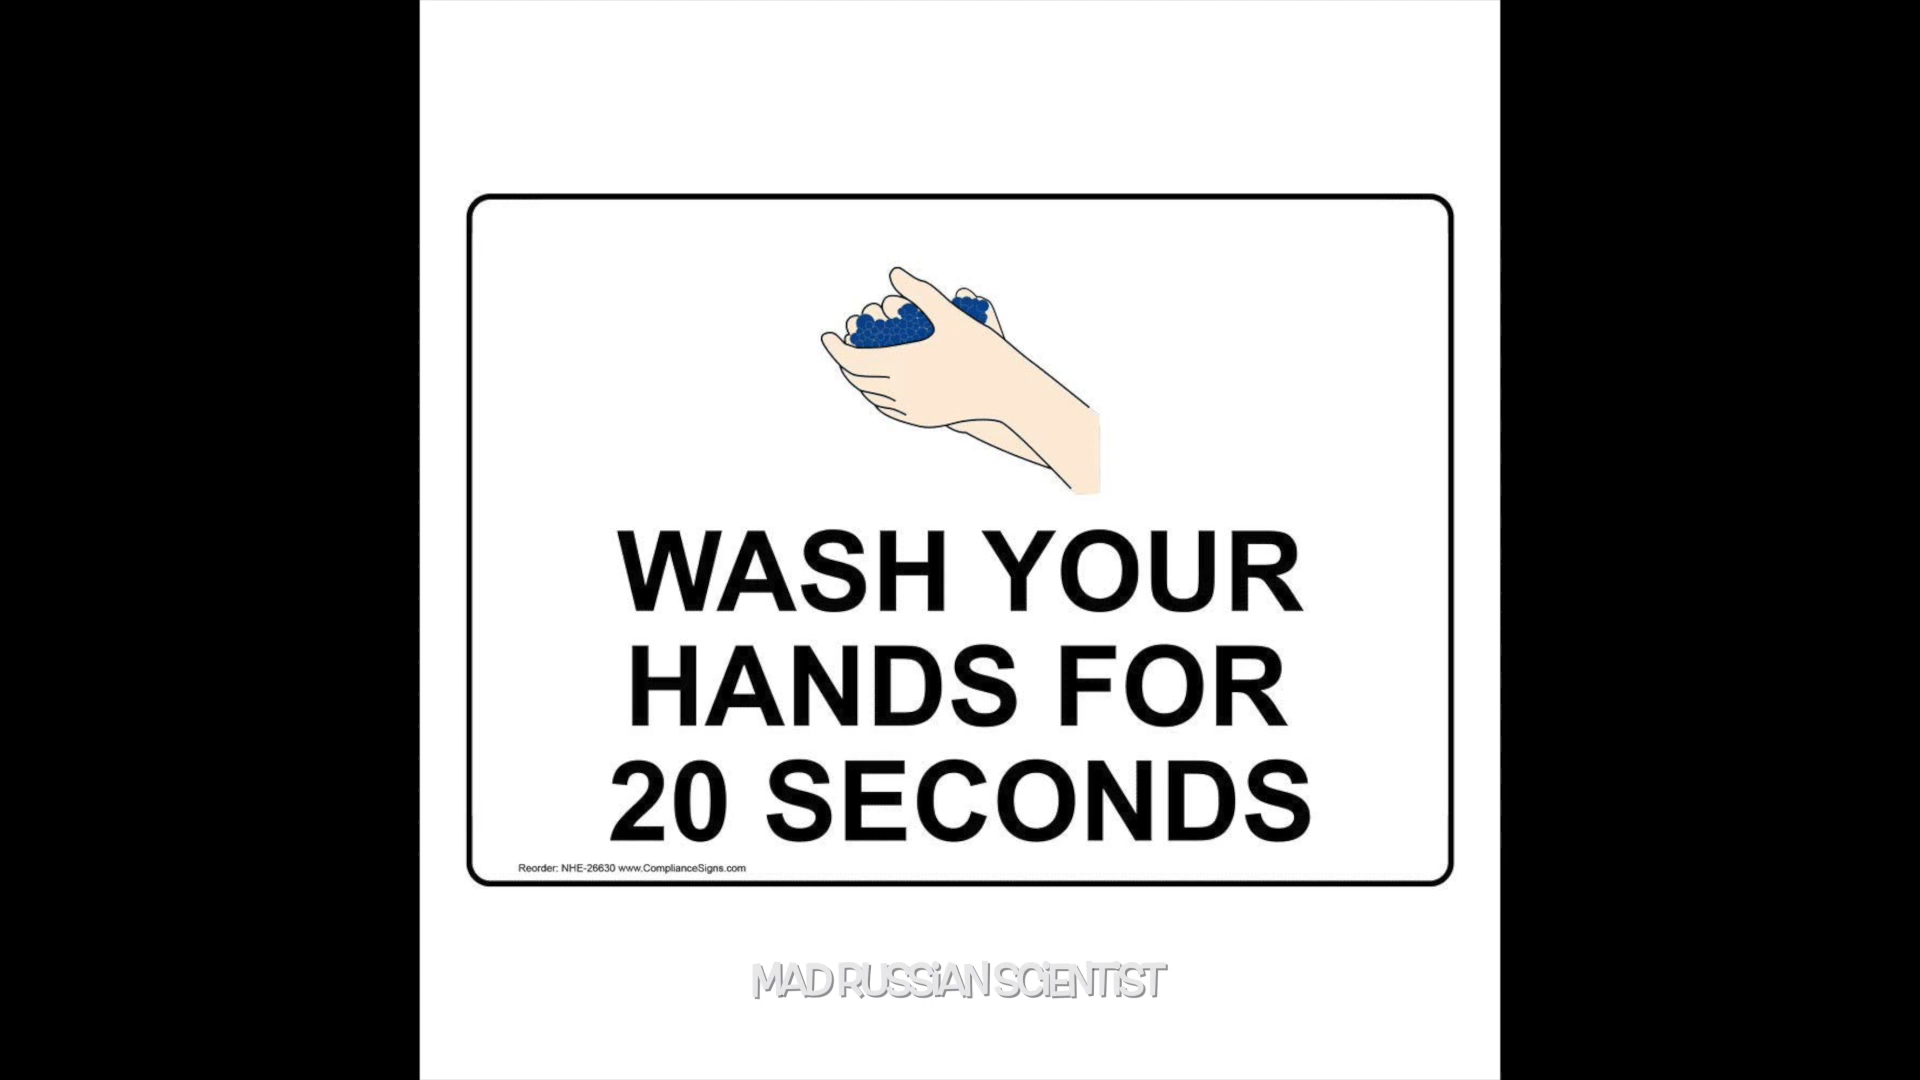 WASH YOUR
HANDS FOR
20 SECONDS
Reorder: NHE-26630 www.ComplianceSigns.com
MAD RUSSiAN SCiENTIST